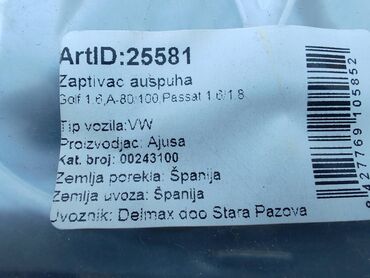 ArtID:25581
Zaptivac auspuha
Golf 1.6,A-80/100,Passat 1.6/1.8
Tip vozila:VW
Proizvodjac: Ajusa
Kat. broj: 00243100
Zemlja porekla: Španija
Zemlja uvoza: Španija
Uvoznik: Delmax doo Stara Pazova
8427769105852